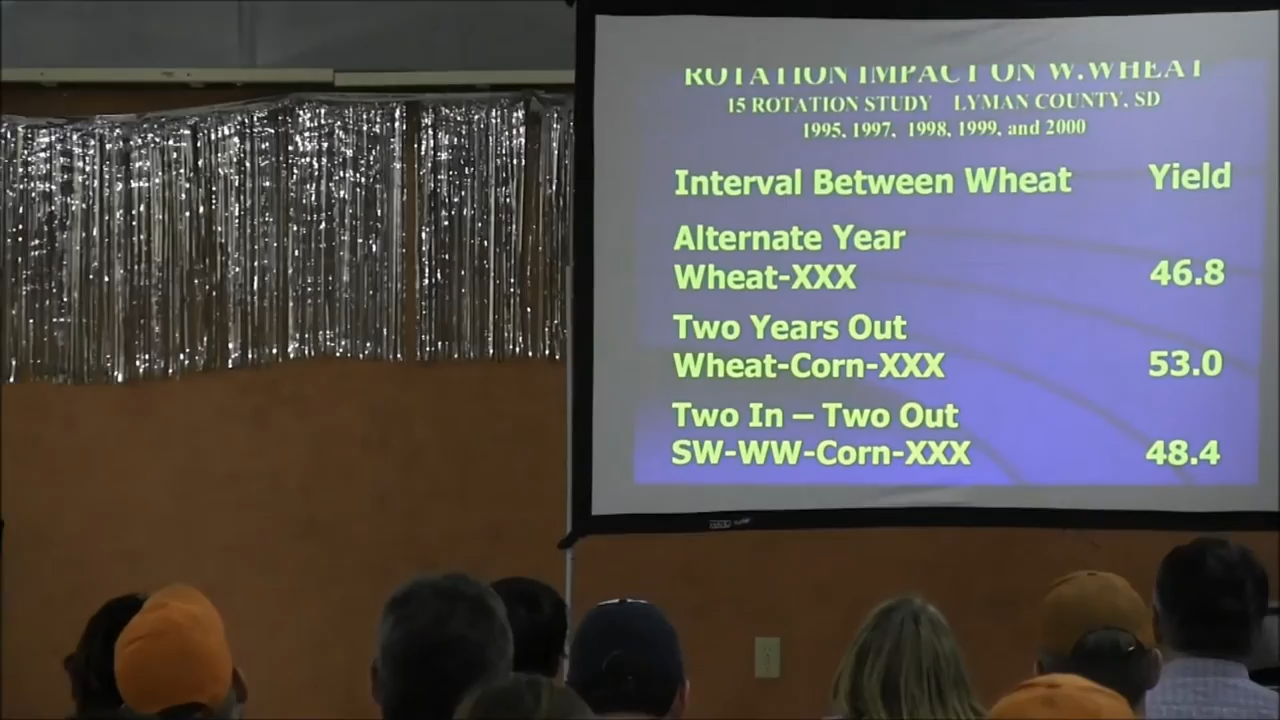 ROTATION IMPACT ON W.WHEAT
15 ROTATION STUDY LYMAN COUNTY, SD
1995, 1997, 1998, 1999, and 2000
Interval Between Wheat Yield
Alternate Year
Wheat-XXX 46.8
Two Years Out
Wheat-Corn-XXX 53.0
Two In – Two Out
SW-WW-Corn-XXX 48.4